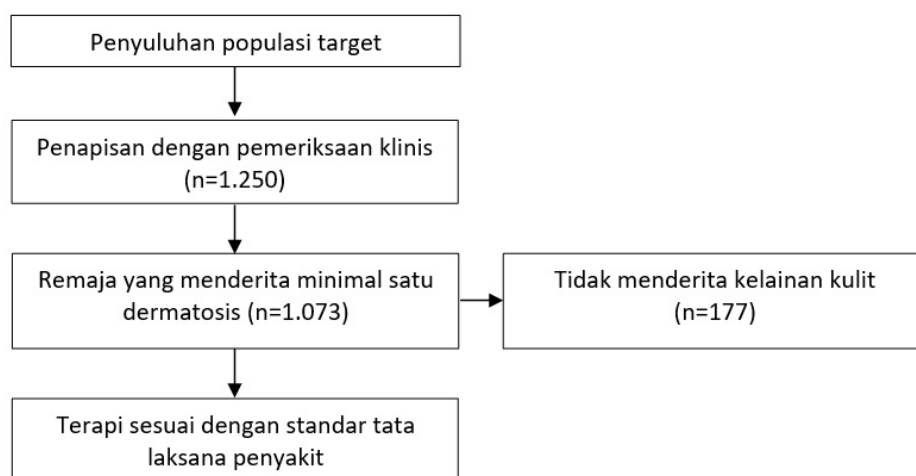 Penyuluhan populasi target
Penapisan dengan pemeriksaan klinis
(n=1.250)
Remaja yang menderita minimal satu
dermatosis (n=1.073)
Tidak menderita kelainan kulit
(n=177)
Terapi sesuai dengan standar tata
laksana penyakit